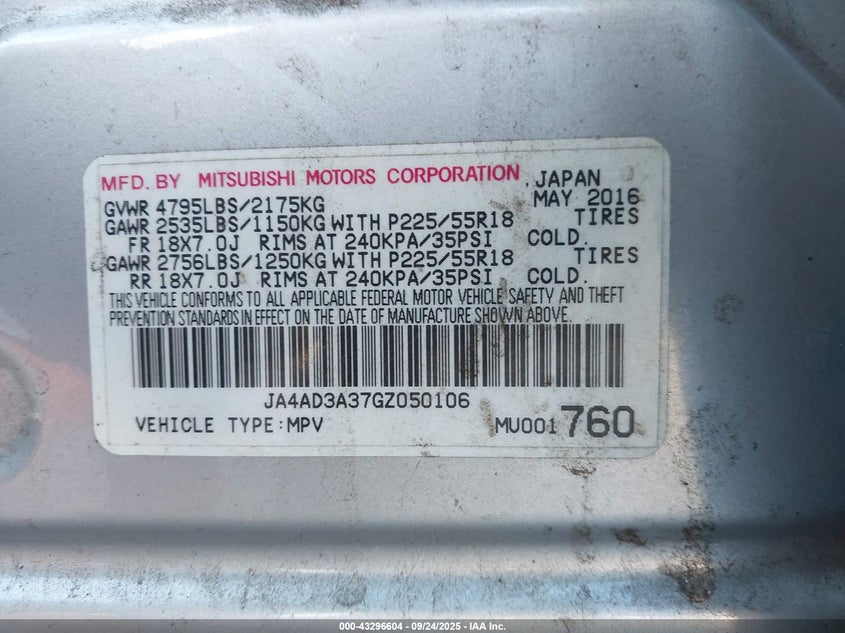 MFD. BY MITSUBISHI MOTORS CORPORATION, JAPAN
GVWR 4795LBS/2175KG MAY 2016
GAWR 2535LBS/1150KG WITH P225/55R18 TIRES
FR 18X7.0J RIMS AT 240KPA/35PSI COLD.
GAWR 2756LBS/1250KG WITH P225/55R18 TIRES
RR 18X7.0J RIMS AT 240KPA/35PSI COLD.
THIS VEHICLE CONFORMS TO ALL APPLICABLE FEDERAL MOTOR VEHICLE SAFETY AND THEFT
PREVENTION STANDARDS IN EFFECT ON THE DATE OF MANUFACTURE SHOWN ABOVE.
JA4AD3A37GZ050106
VEHICLE TYPE:MPV MU001760
000-43296604 - 09/24/2025 - IAA Inc.